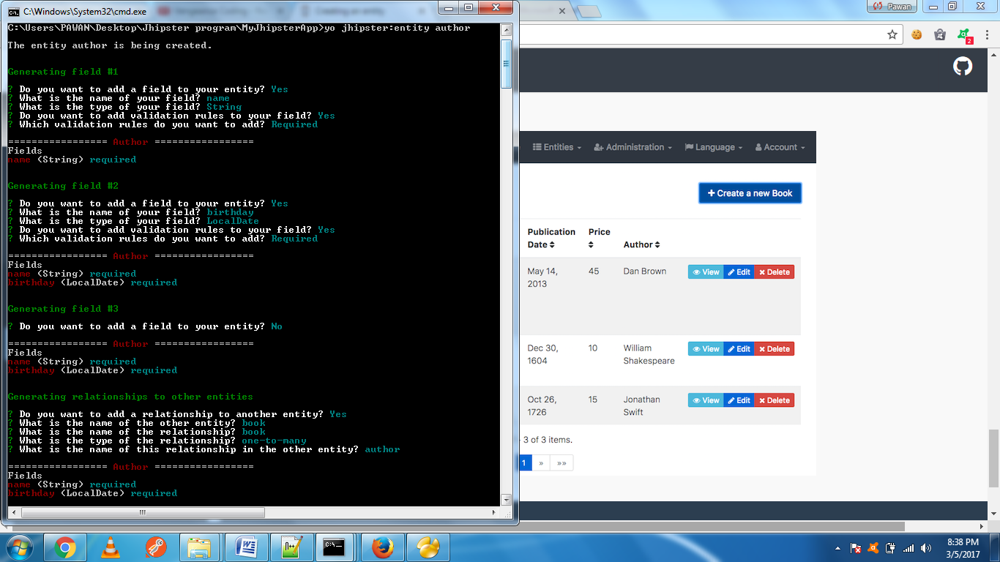 C:\Windows\System32\cmd.exe
C:\Users\PAWAN\Desktop\Jhipster program\MyJhipsterApp>yo jhipster:entity author
The entity author is being created.
Generating field #1
? Do you want to add a field to your entity? Yes
? What is the name of your field? name
? What is the type of your field? String
? Do you want to add validation rules to your field? Yes
? Which validation rules do you want to add? Required
================= Author =================
Fields
name (String) required
Generating field #2
? Do you want to add a field to your entity? Yes
? What is the name of your field? birthday
? What is the type of your field? LocalDate
? Do you want to add validation rules to your field? Yes
? Which validation rules do you want to add? Required
================= Author =================
Fields
name (String) required
birthday (LocalDate) required
Generating field #3
? Do you want to add a field to your entity? No
================= Author =================
Fields
name (String) required
birthday (LocalDate) required
Generating relationships to other entities
? Do you want to add a relationship to another entity? Yes
? What is the name of the other entity? book
? What is the name of the relationship? book
? What is the type of the relationship? one-to-many
? What is the name of this relationship in the other entity? author
================= Author =================
Fields
name (String) required
birthday (LocalDate) required
Pawan
2
Entities Administration Language Account
+ Create a new Book
Publication Price
Date Author
May 14, 45 Dan Brown View Edit Delete
2013
Dec 30, 10 William View Edit Delete
1604 Shakespeare
Oct 26, 15 Jonathan View Edit Delete
1726 Swift
- 3 of 3 items.
1 » »»
8:38 PM
3/5/2017